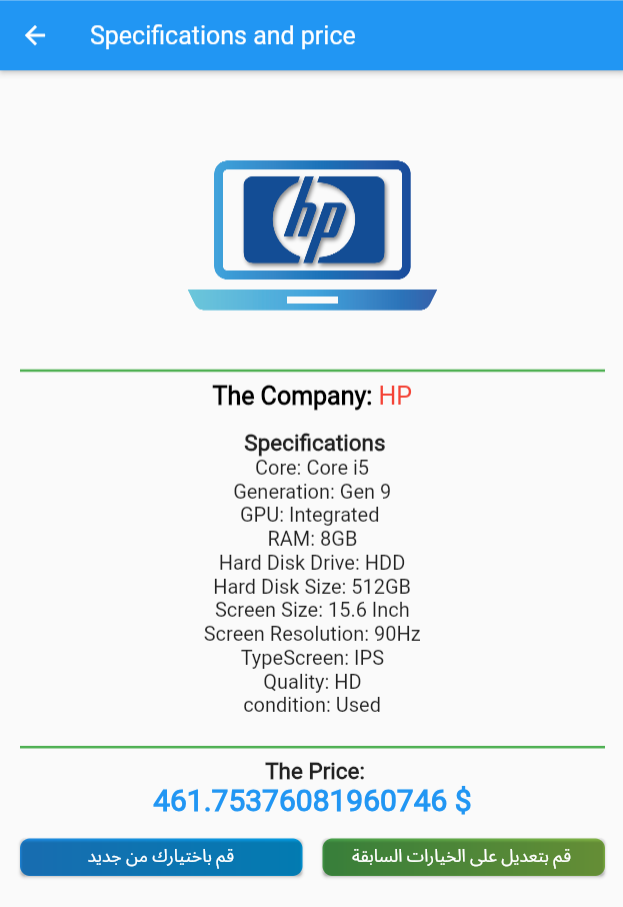 Specifications and price
hp
The Company: HP
Specifications
Core: Core i5
Generation: Gen 9
GPU: Integrated
RAM: 8GB
Hard Disk Drive: HDD
Hard Disk Size: 512GB
Screen Size: 15.6 Inch
Screen Resolution: 90Hz
TypeScreen: IPS
Quality: HD
condition: Used
The Price:
461.75376081960746 $
قم باختيارك من جديد
قم بتعديل على الخيارات السابقة